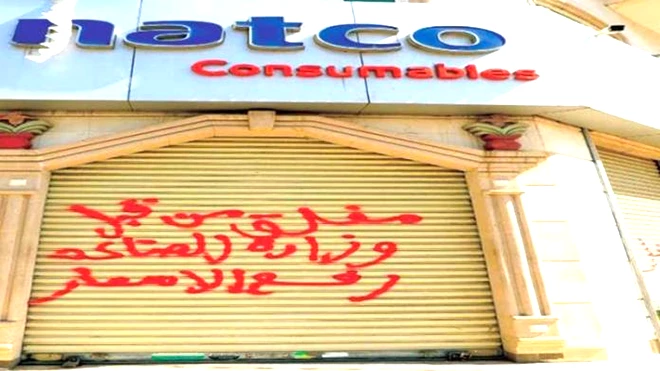 natco
Consumables
مغلق من قبل
وزارة الصناعه
رفع الاسعار